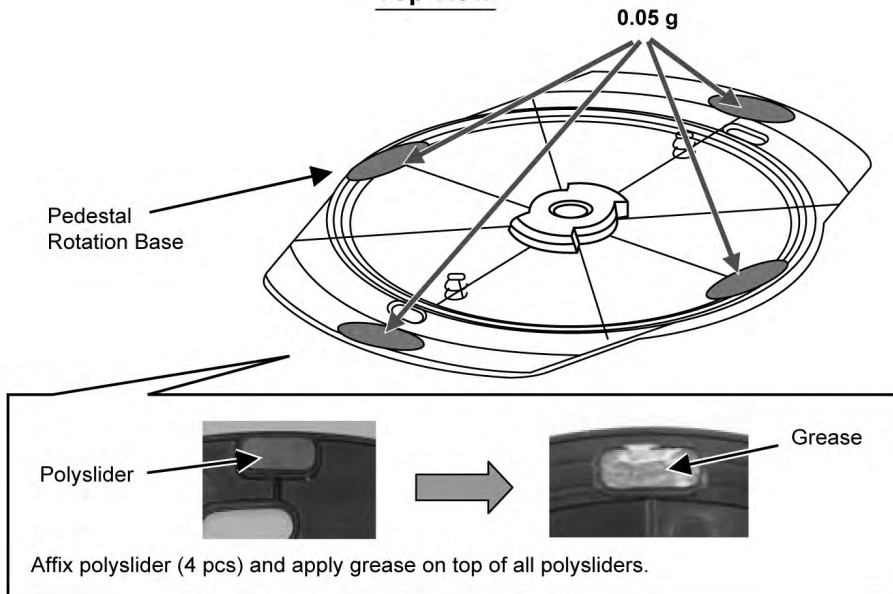 0.05 g
Pedestal
Rotation Base
Polyslider
Grease
Affix polyslider (4 pcs) and apply grease on top of all polysliders.